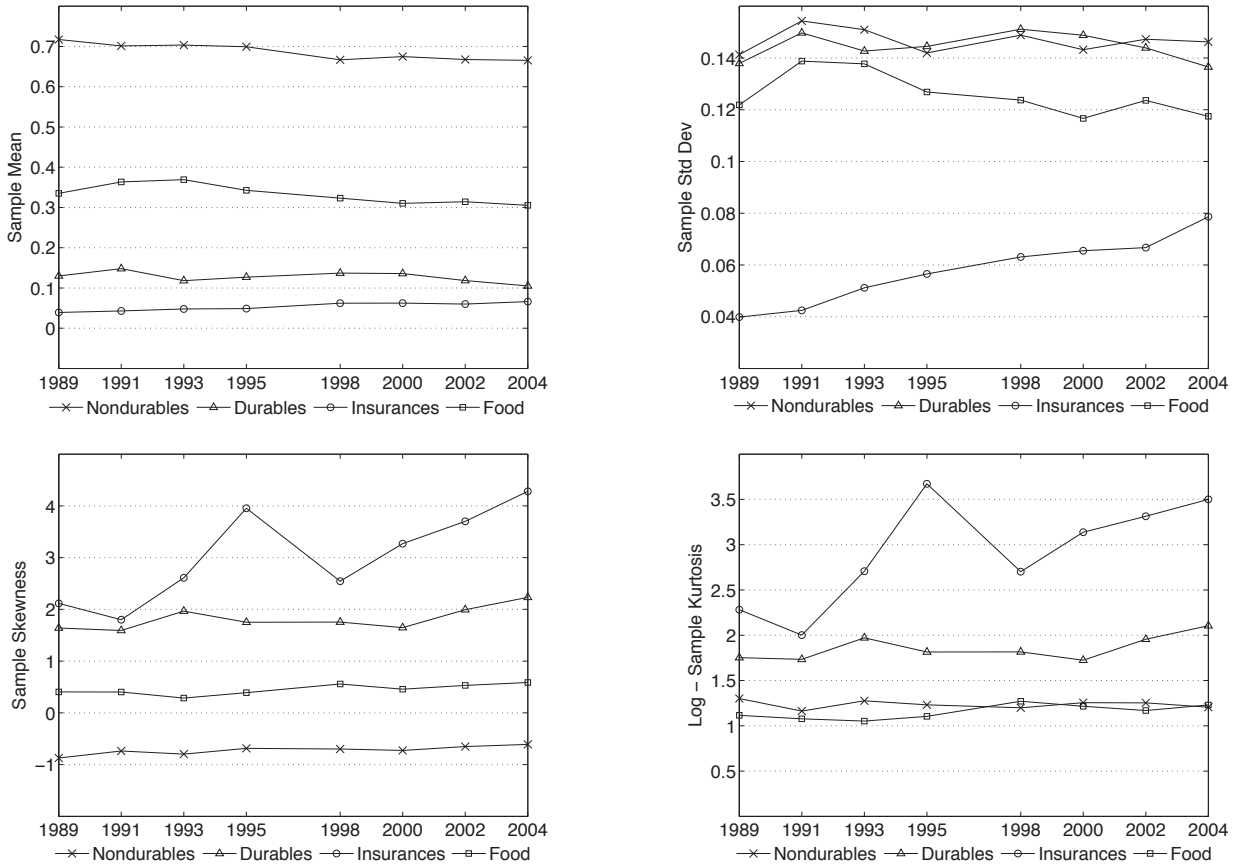 Sample Mean
0.7
0.6
0.5
0.4
0.3
0.2
0.1
0
1989 1991 1993 1995 1998 2000 2002 2004
Nondurables Durables Insurances Food
Sample Std Dev
0.14
0.12
0.1
0.08
0.06
0.04
1989 1991 1993 1995 1998 2000 2002 2004
Nondurables Durables Insurances Food
Sample Skewness
4
3
2
1
0
−1
1989 1991 1993 1995 1998 2000 2002 2004
Nondurables Durables Insurances Food
Log − Sample Kurtosis
3.5
3
2.5
2
1.5
1
0.5
1989 1991 1993 1995 1998 2000 2002 2004
Nondurables Durables Insurances Food